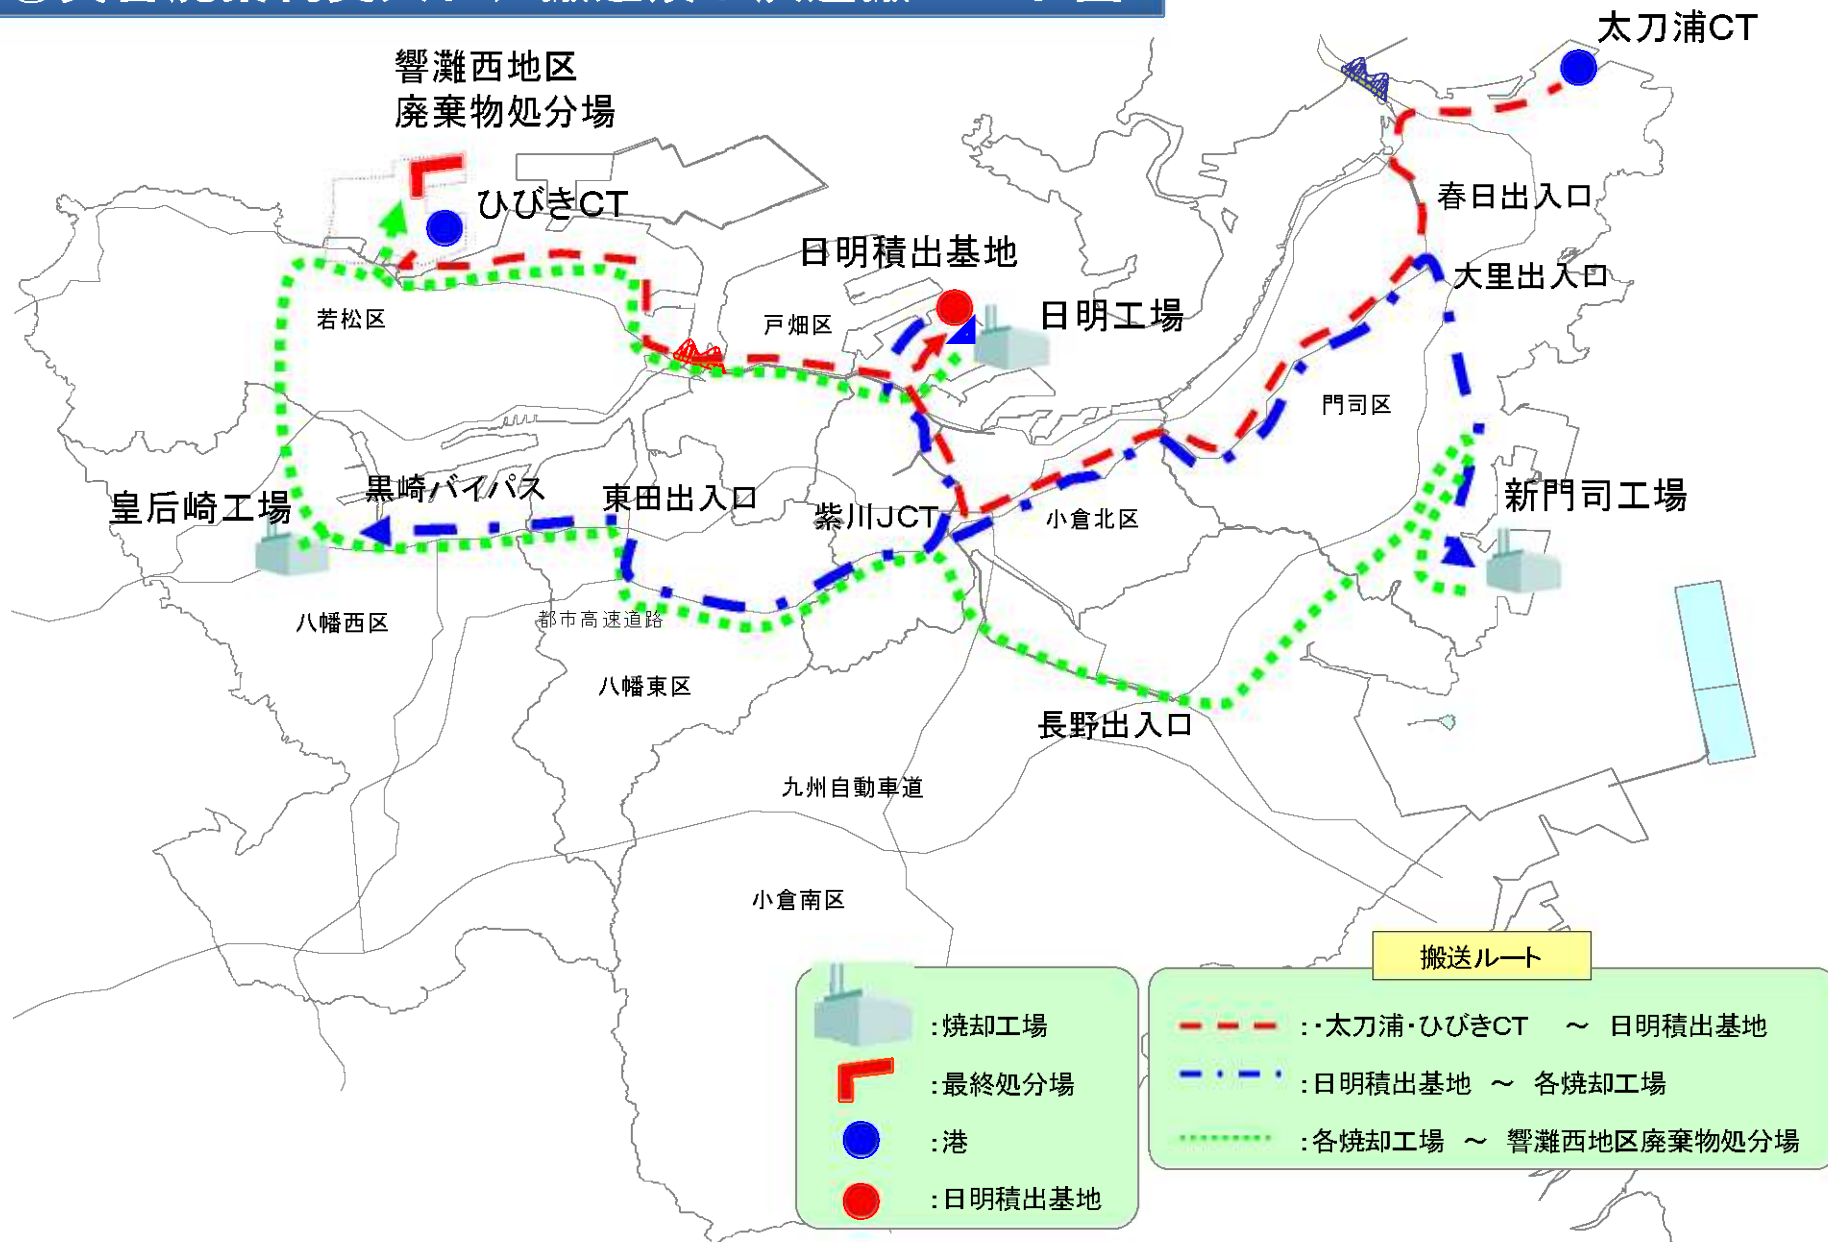 太刀浦CT
響灘西地区
廃棄物処分場
ひびきCT
春日出入口
日明積出基地
大里出入口
日明工場
若松区
戸畑区
門司区
黒崎バイパス
東田出入口
皇后崎工場
紫川JCT
小倉北区
新門司工場
八幡西区
都市高速道路
八幡東区
長野出入口
九州自動車道
小倉南区
搬送ルート
:焼却工場
:最終処分場
:港
:日明積出基地
:・太刀浦・ひびきCT ～ 日明積出基地
:日明積出基地 ～ 各焼却工場
:各焼却工場 ～ 響灘西地区廃棄物処分場